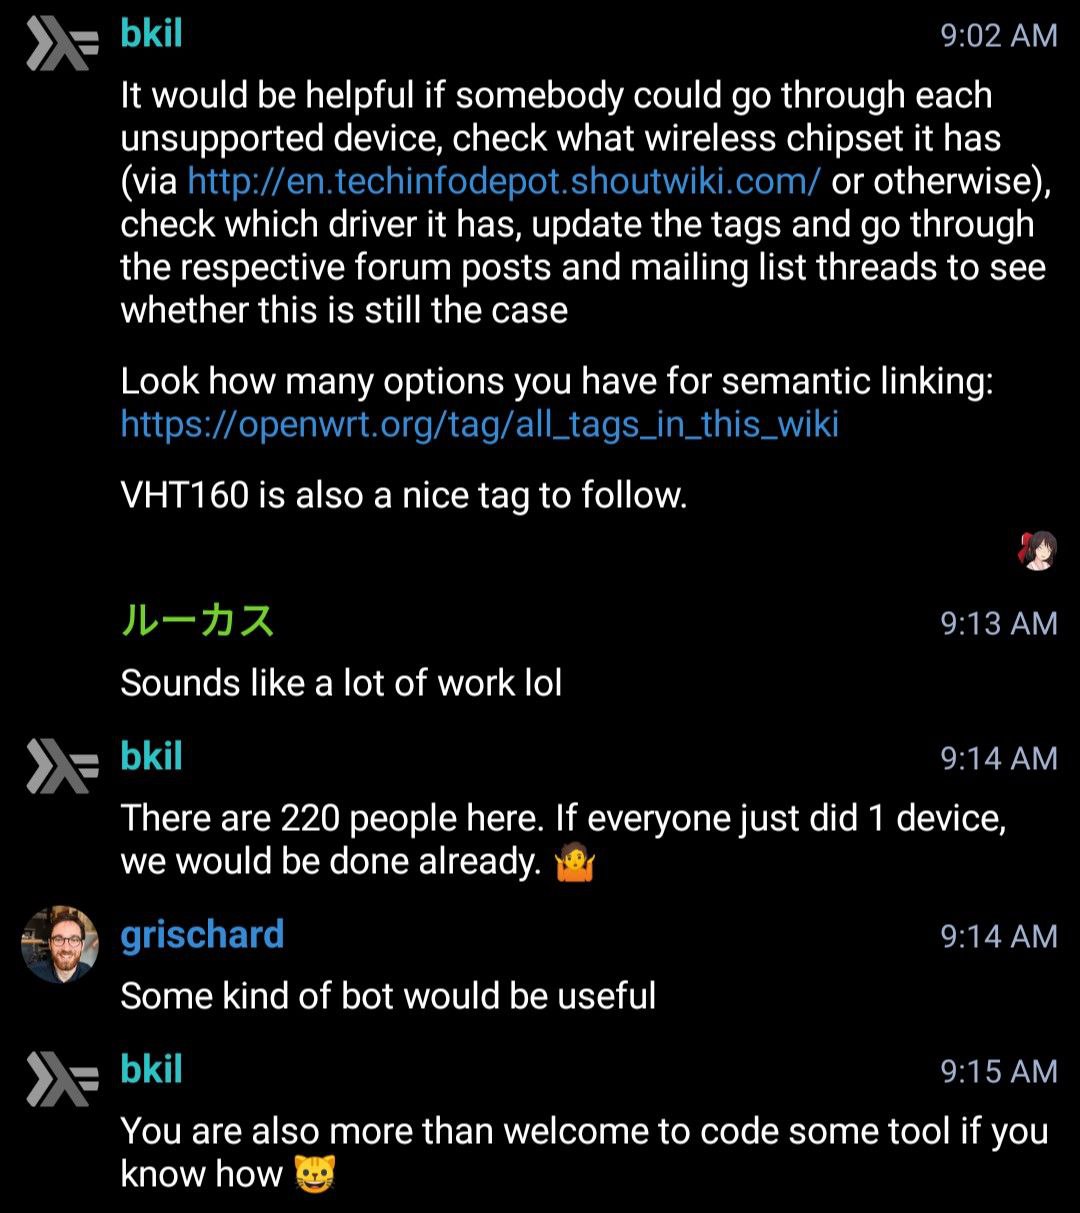 bkil 9:02 AM
It would be helpful if somebody could go through each
unsupported device, check what wireless chipset it has
(via http://en.techinfodepot.shoutwiki.com/ or otherwise),
check which driver it has, update the tags and go through
the respective forum posts and mailing list threads to see
whether this is still the case
Look how many options you have for semantic linking:
https://openwrt.org/tag/all_tags_in_this_wiki
VHT160 is also a nice tag to follow.
ルーカス 9:13 AM
Sounds like a lot of work lol
bkil 9:14 AM
There are 220 people here. If everyone just did 1 device,
we would be done already. 🤷
grischard 9:14 AM
Some kind of bot would be useful
bkil 9:15 AM
You are also more than welcome to code some tool if you
know how 😺